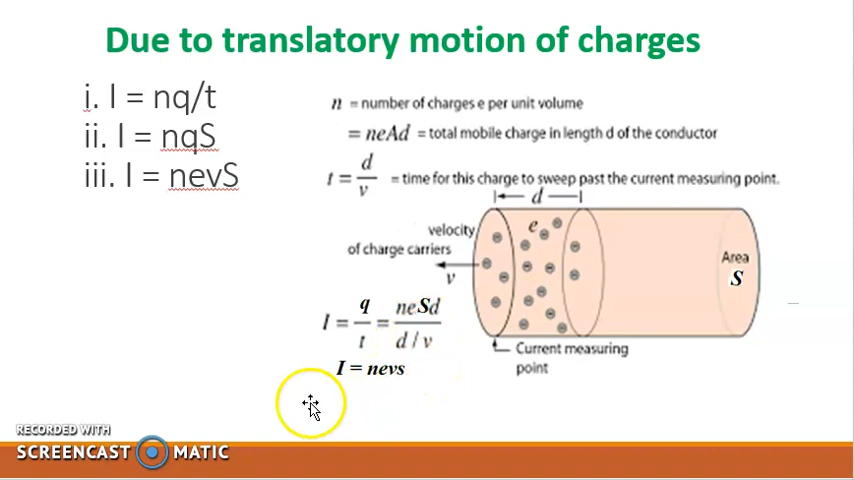 Due to translatory motion of charges
i. I = nq/t
ii. I = nqS
iii. I = nevS
n = number of charges e per unit volume
= neAd = total mobile charge in length d of the conductor
t = d/v = time for this charge to sweep past the current measuring point.
d
e
velocity
of charge carriers
v
Area
S
I = q/t = neSd/d/v
I = nevs
Current measuring
point
RECORDED WITH
SCREENCAST MATIC